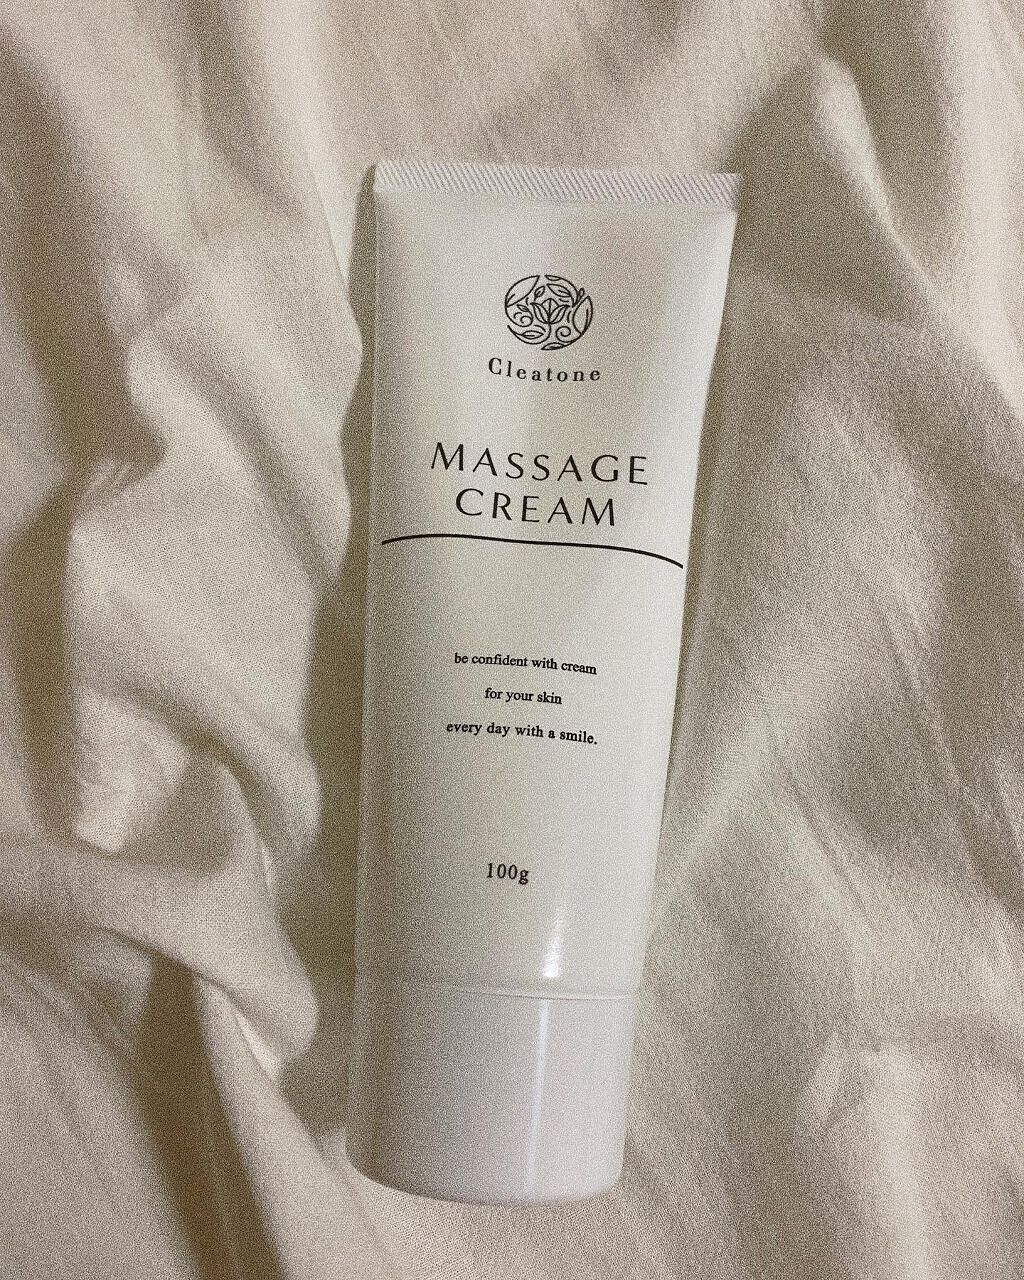 Cleatone
MASSAGE
CREAM
be confident with cream
for your skin
every day with a smile.
100g